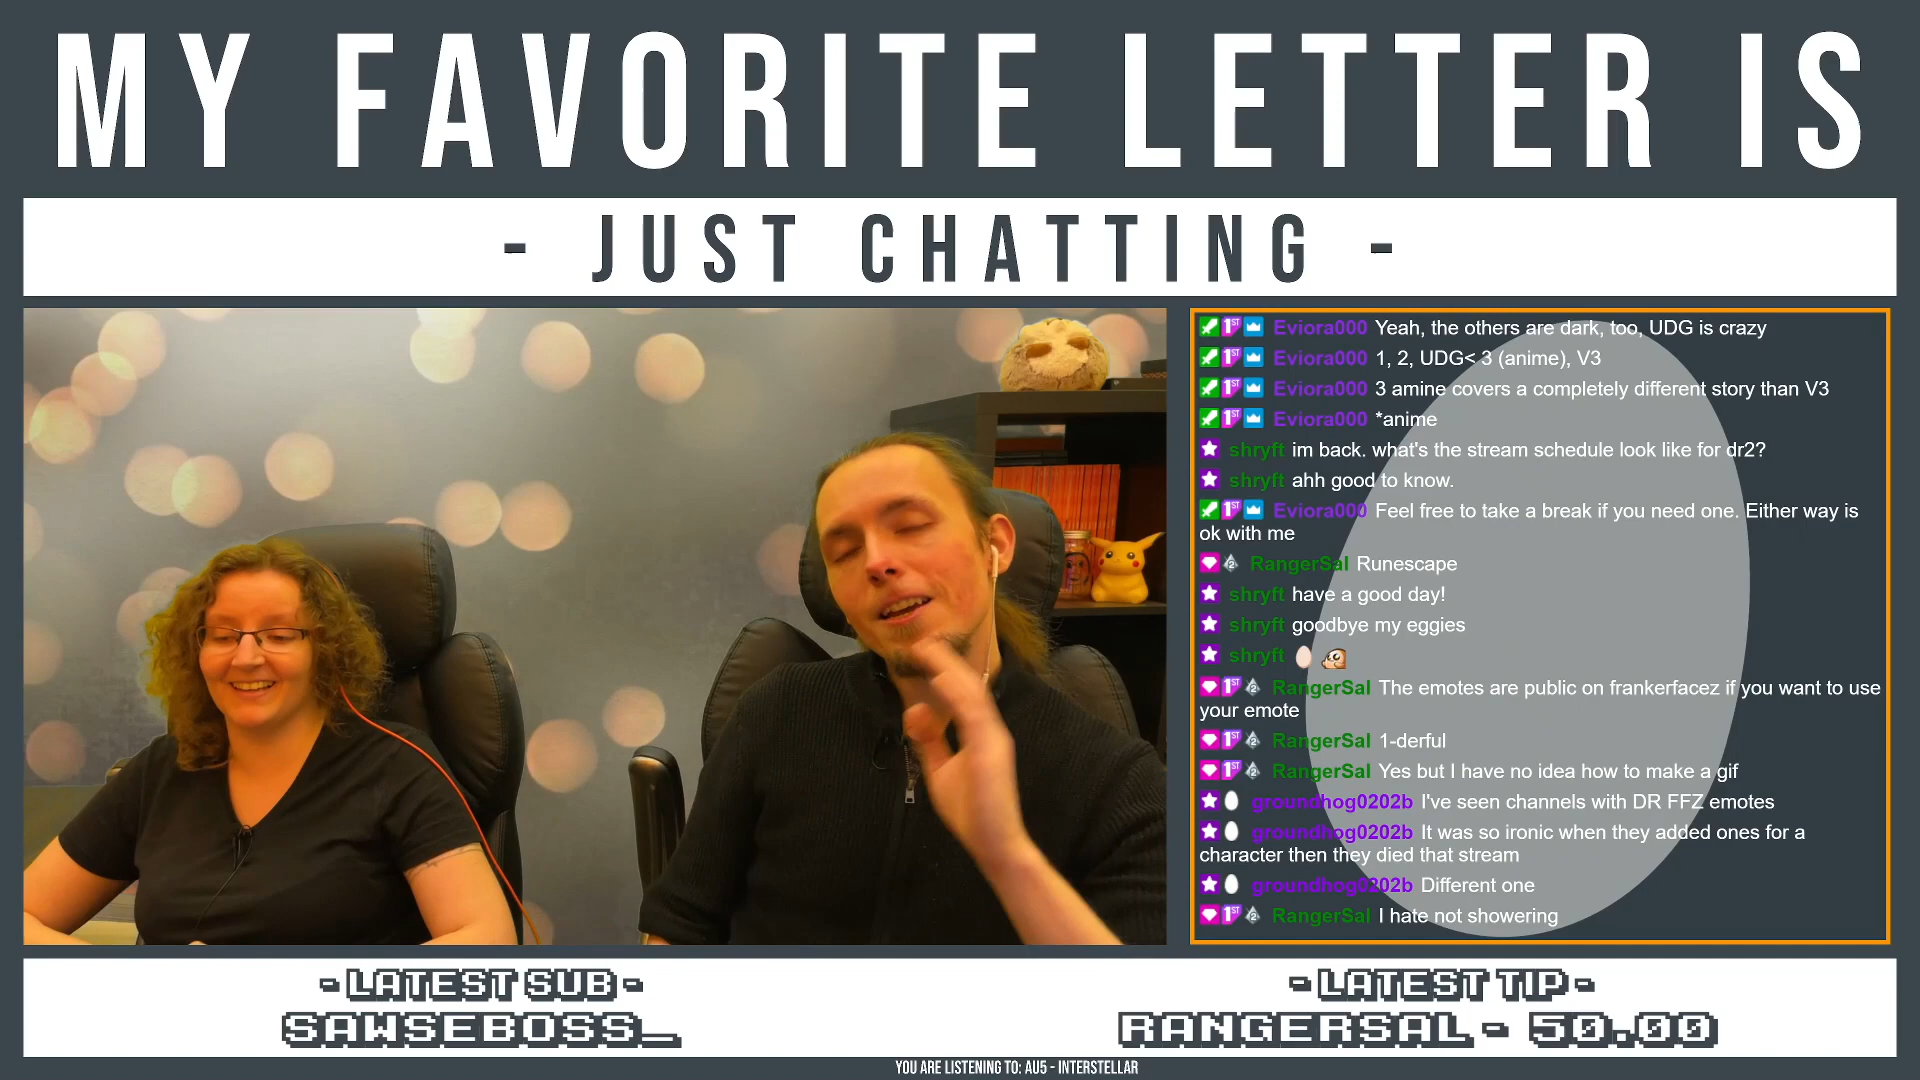 MY FAVORITE LETTER IS
- JUST CHATTING -
Eviora000 Yeah, the others are dark, too, UDG is crazy
Eviora000 1, 2, UDG< 3 (anime), V3
Eviora000 3 amine covers a completely different story than V3
Eviora000 *anime
shryft im back. what's the stream schedule look like for dr2?
shryft ahh good to know.
Eviora000 Feel free to take a break if you need one. Either way is
ok with me
RangerSal Runescape
shryft have a good day!
shryft goodbye my eggies
shryft
RangerSal The emotes are public on frankerfacez if you want to use
your emote
RangerSal 1-derful
RangerSal Yes but I have no idea how to make a gif
groundhog0202b I've seen channels with DR FFZ emotes
groundhog0202b It was so ironic when they added ones for a
character then they died that stream
groundhog0202b Different one
RangerSal I hate not showering
- LATEST SUB -
SAWSEBOSS_
- LATEST TIP -
RANGERSAL - 50.00
YOU ARE LISTENING TO: AU5 - INTERSTELLAR